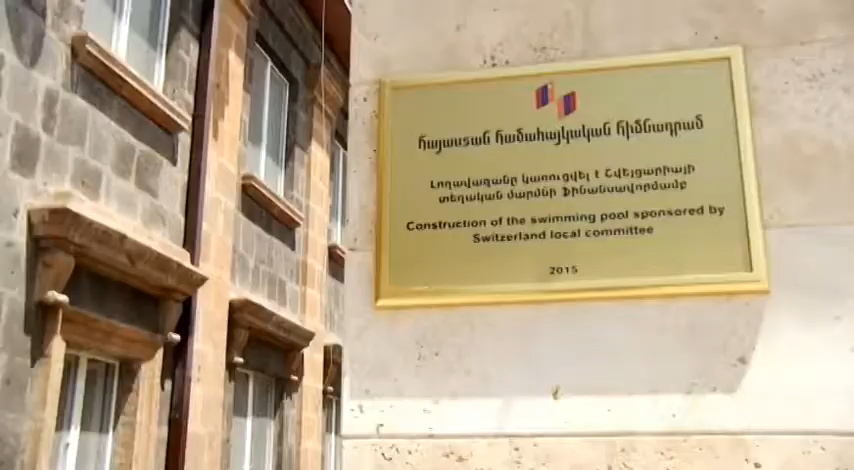 Հայաստան համահայկական հիմնադրամ
Լողավազանը կառուցվել է Շվեյցարիայի
տեղական մարմնի ֆինանսավորմամբ
Construction of the swimming pool sponsored by
Switzerland local committee
2015